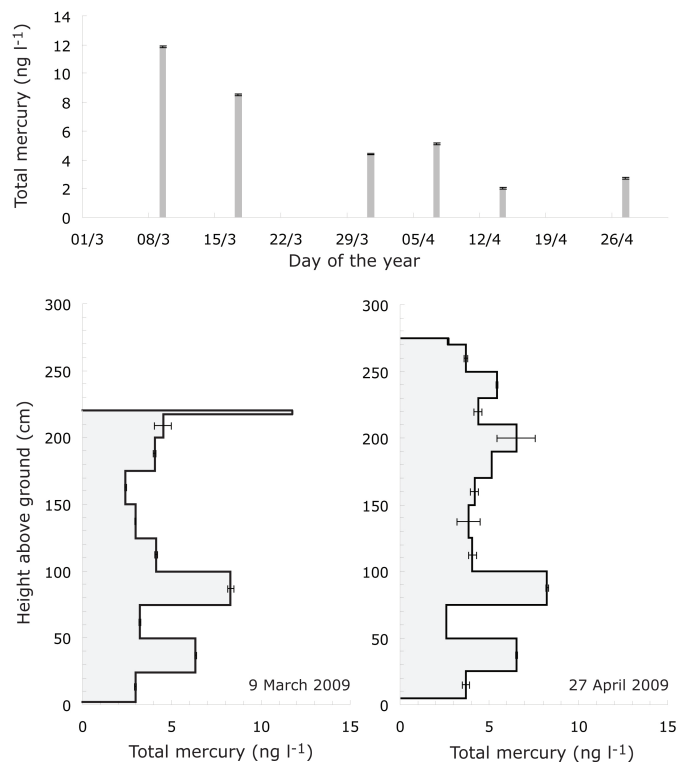 Total mercury (ng l-1)
14
12
10
8
6
4
2
0
01/3 08/3 15/3 22/3 29/3 05/4 12/4 19/4 26/4
Day of the year
Height above ground (cm)
300
250
200
150
100
50
0
9 March 2009
0 5 10 15
Total mercury (ng l-1)
300
250
200
150
100
50
0
27 April 2009
0 5 10 15
Total mercury (ng l-1)